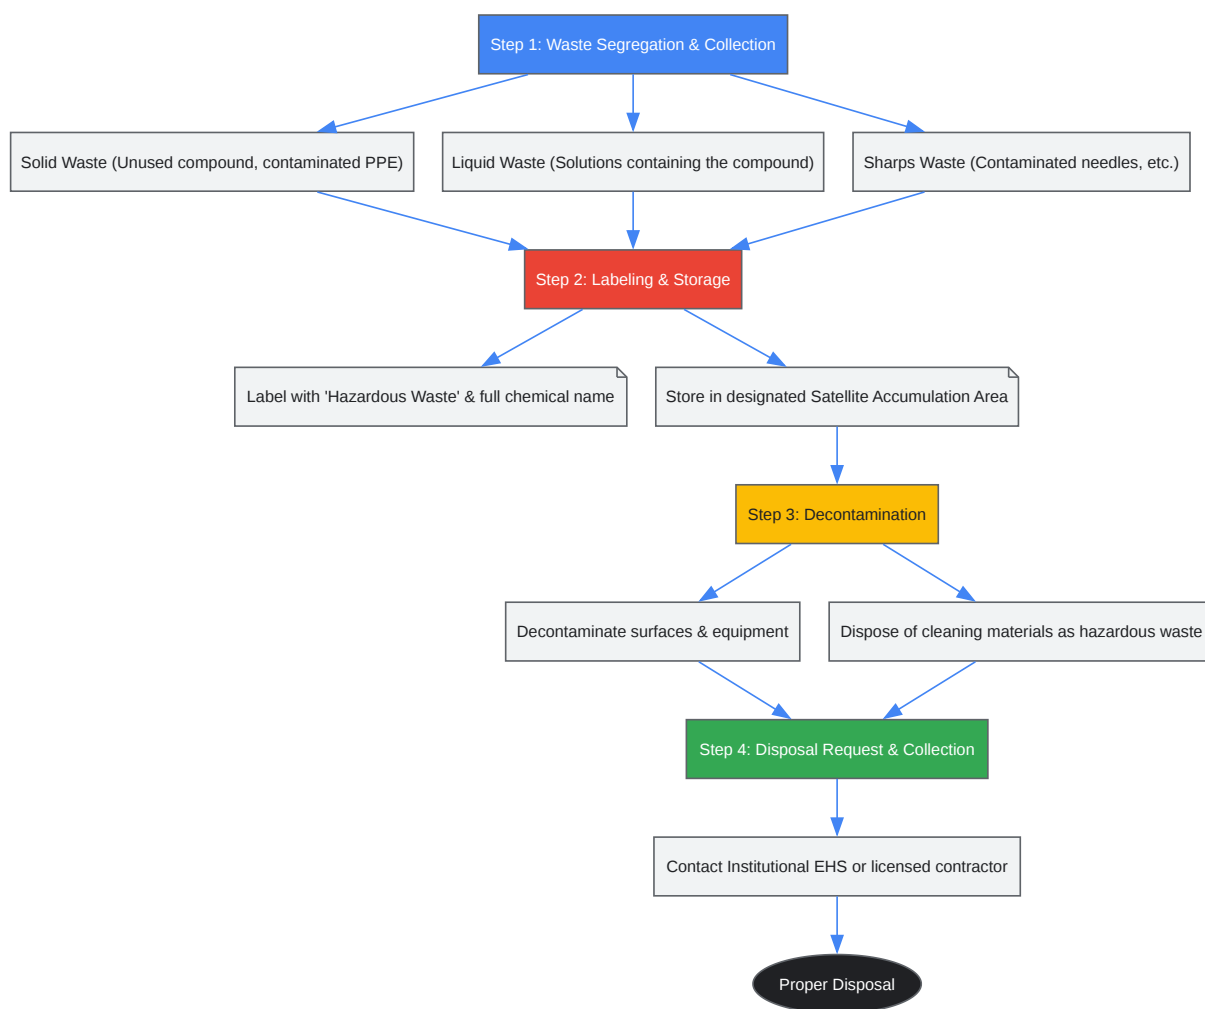 Step 1: Waste Segregation & Collection
Solid Waste (Unused compound, contaminated PPE)
Liquid Waste (Solutions containing the compound)
Sharps Waste (Contaminated needles, etc.)
Step 2: Labeling & Storage
Label with 'Hazardous Waste' & full chemical name
Store in designated Satellite Accumulation Area
Step 3: Decontamination
Decontaminate surfaces & equipment
Dispose of cleaning materials as hazardous waste
Step 4: Disposal Request & Collection
Contact Institutional EHS or licensed contractor
Proper Disposal